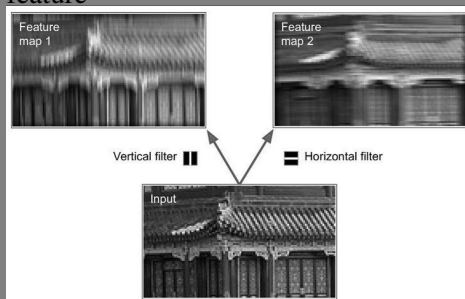 feature
Feature
map 1
Feature
map 2
Vertical filter
Horizontal filter
Input